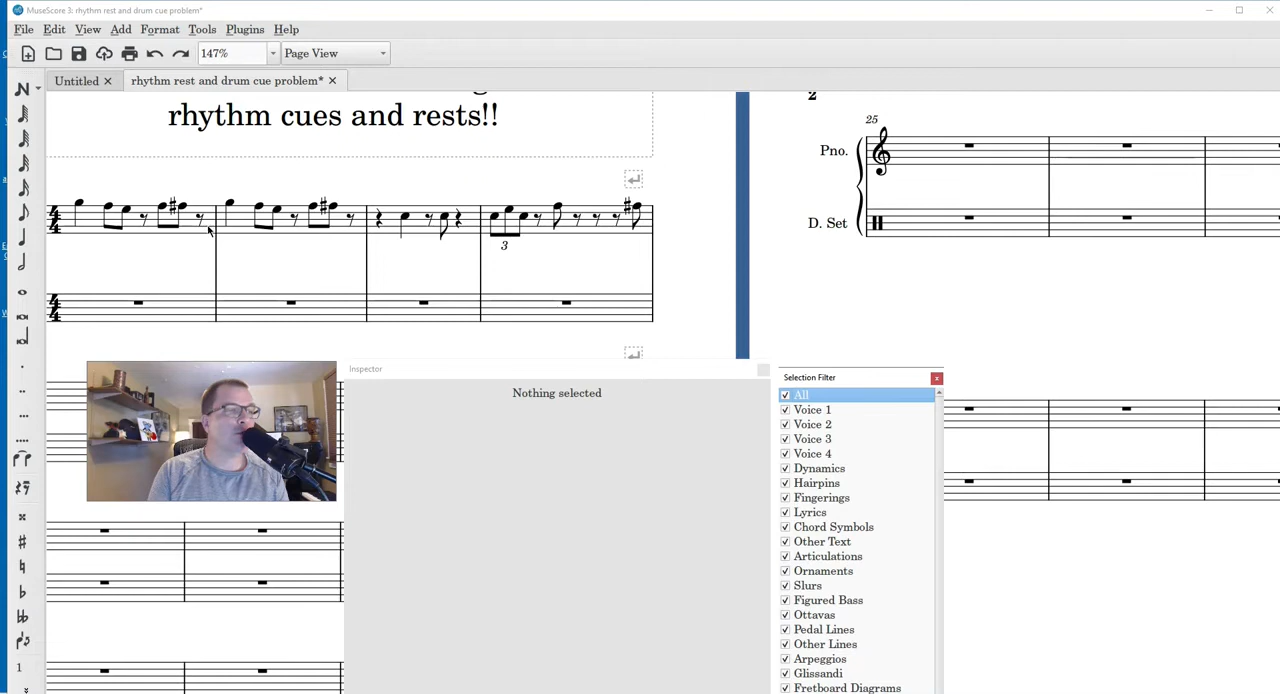 MuseScore 3: rhythm rest and drum cue problem*
File Edit View Add Format Tools Plugins Help
147% Page View
Untitled rhythm rest and drum cue problem*
rhythm cues and rests!!
2
25
Pno.
D. Set
3
Inspector
Nothing selected
Selection Filter
All
Voice 1
Voice 2
Voice 3
Voice 4
Dynamics
Hairpins
Fingerings
Lyrics
Chord Symbols
Other Text
Articulations
Ornaments
Slurs
Figured Bass
Ottavas
Pedal Lines
Other Lines
Arpeggios
Glissandi
Fretboard Diagrams
1